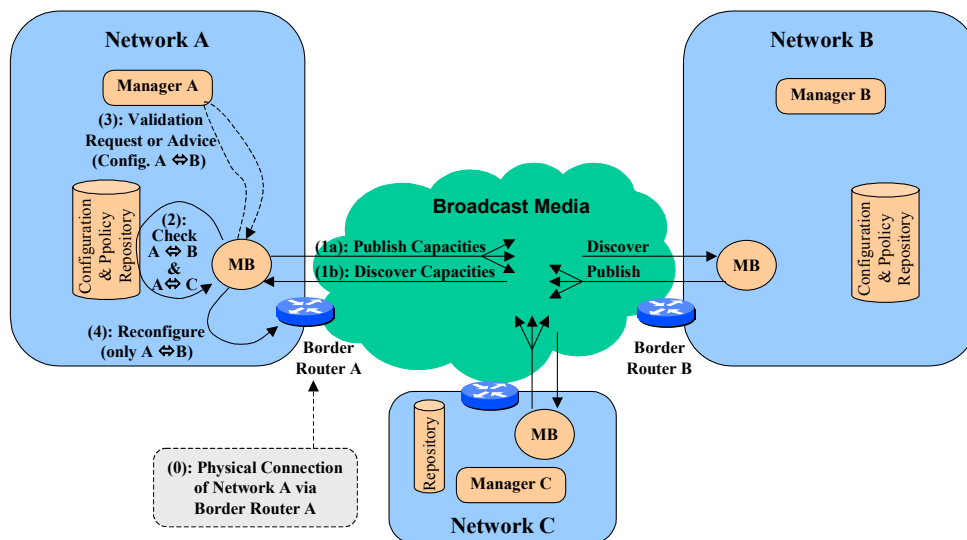 Network A
Manager A
(3): Validation
Request or Advice
(Config. A ⇔B)
Configuration
& Ppolicy
Repository
(2):
Check
A ⇔ B
&
A ⇔ C
MB
(4): Reconfigure
(only A ⇔B)
Border
Router A
(0): Physical Connection
of Network A via
Border Router A
Broadcast Media
(1a): Publish Capacities
(1b): Discover Capacities
Discover
Publish
Network B
Manager B
MB
Configuration
& Ppolicy
Repository
Border
Router B
Repository
MB
Manager C
Network C